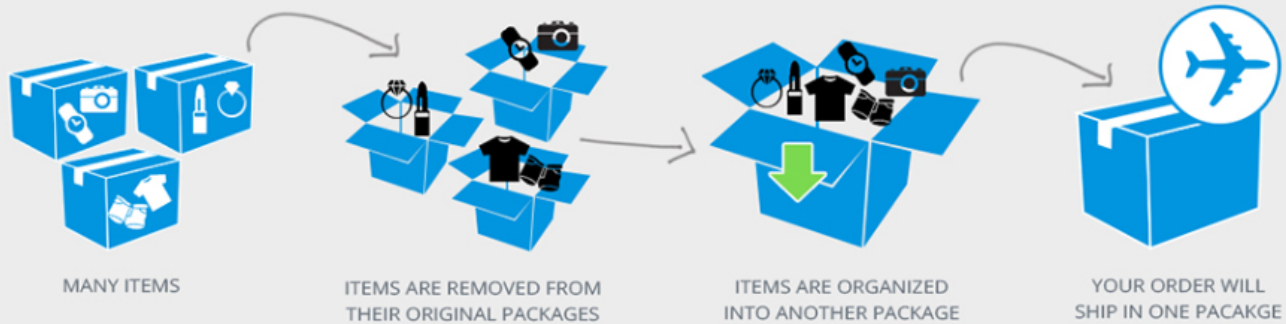 MANY ITEMS
ITEMS ARE REMOVED FROM
THEIR ORIGINAL PACKAGES
ITEMS ARE ORGANIZED
INTO ANOTHER PACKAGE
YOUR ORDER WILL
SHIP IN ONE PACAKGE